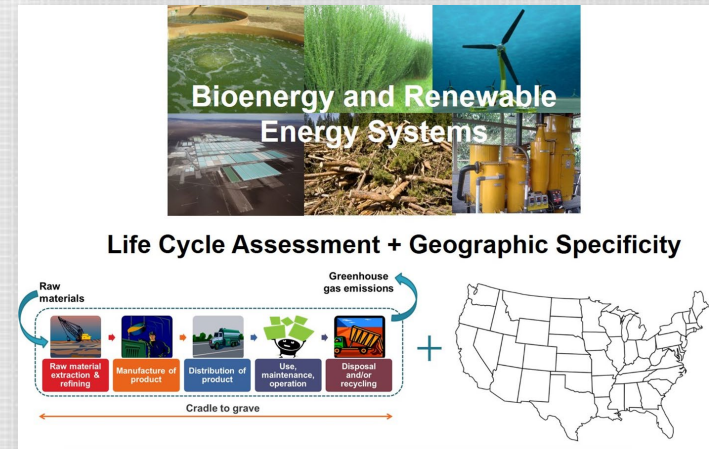 Bioenergy and Renewable
Energy Systems
Life Cycle Assessment + Geographic Specificity
Raw
materials
Greenhouse
gas emissions
Raw material
extraction &
refining
Manufacture of
product
Distribution of
product
Use,
maintenance,
operation
Disposal
and/or
recycling
+
Cradle to grave